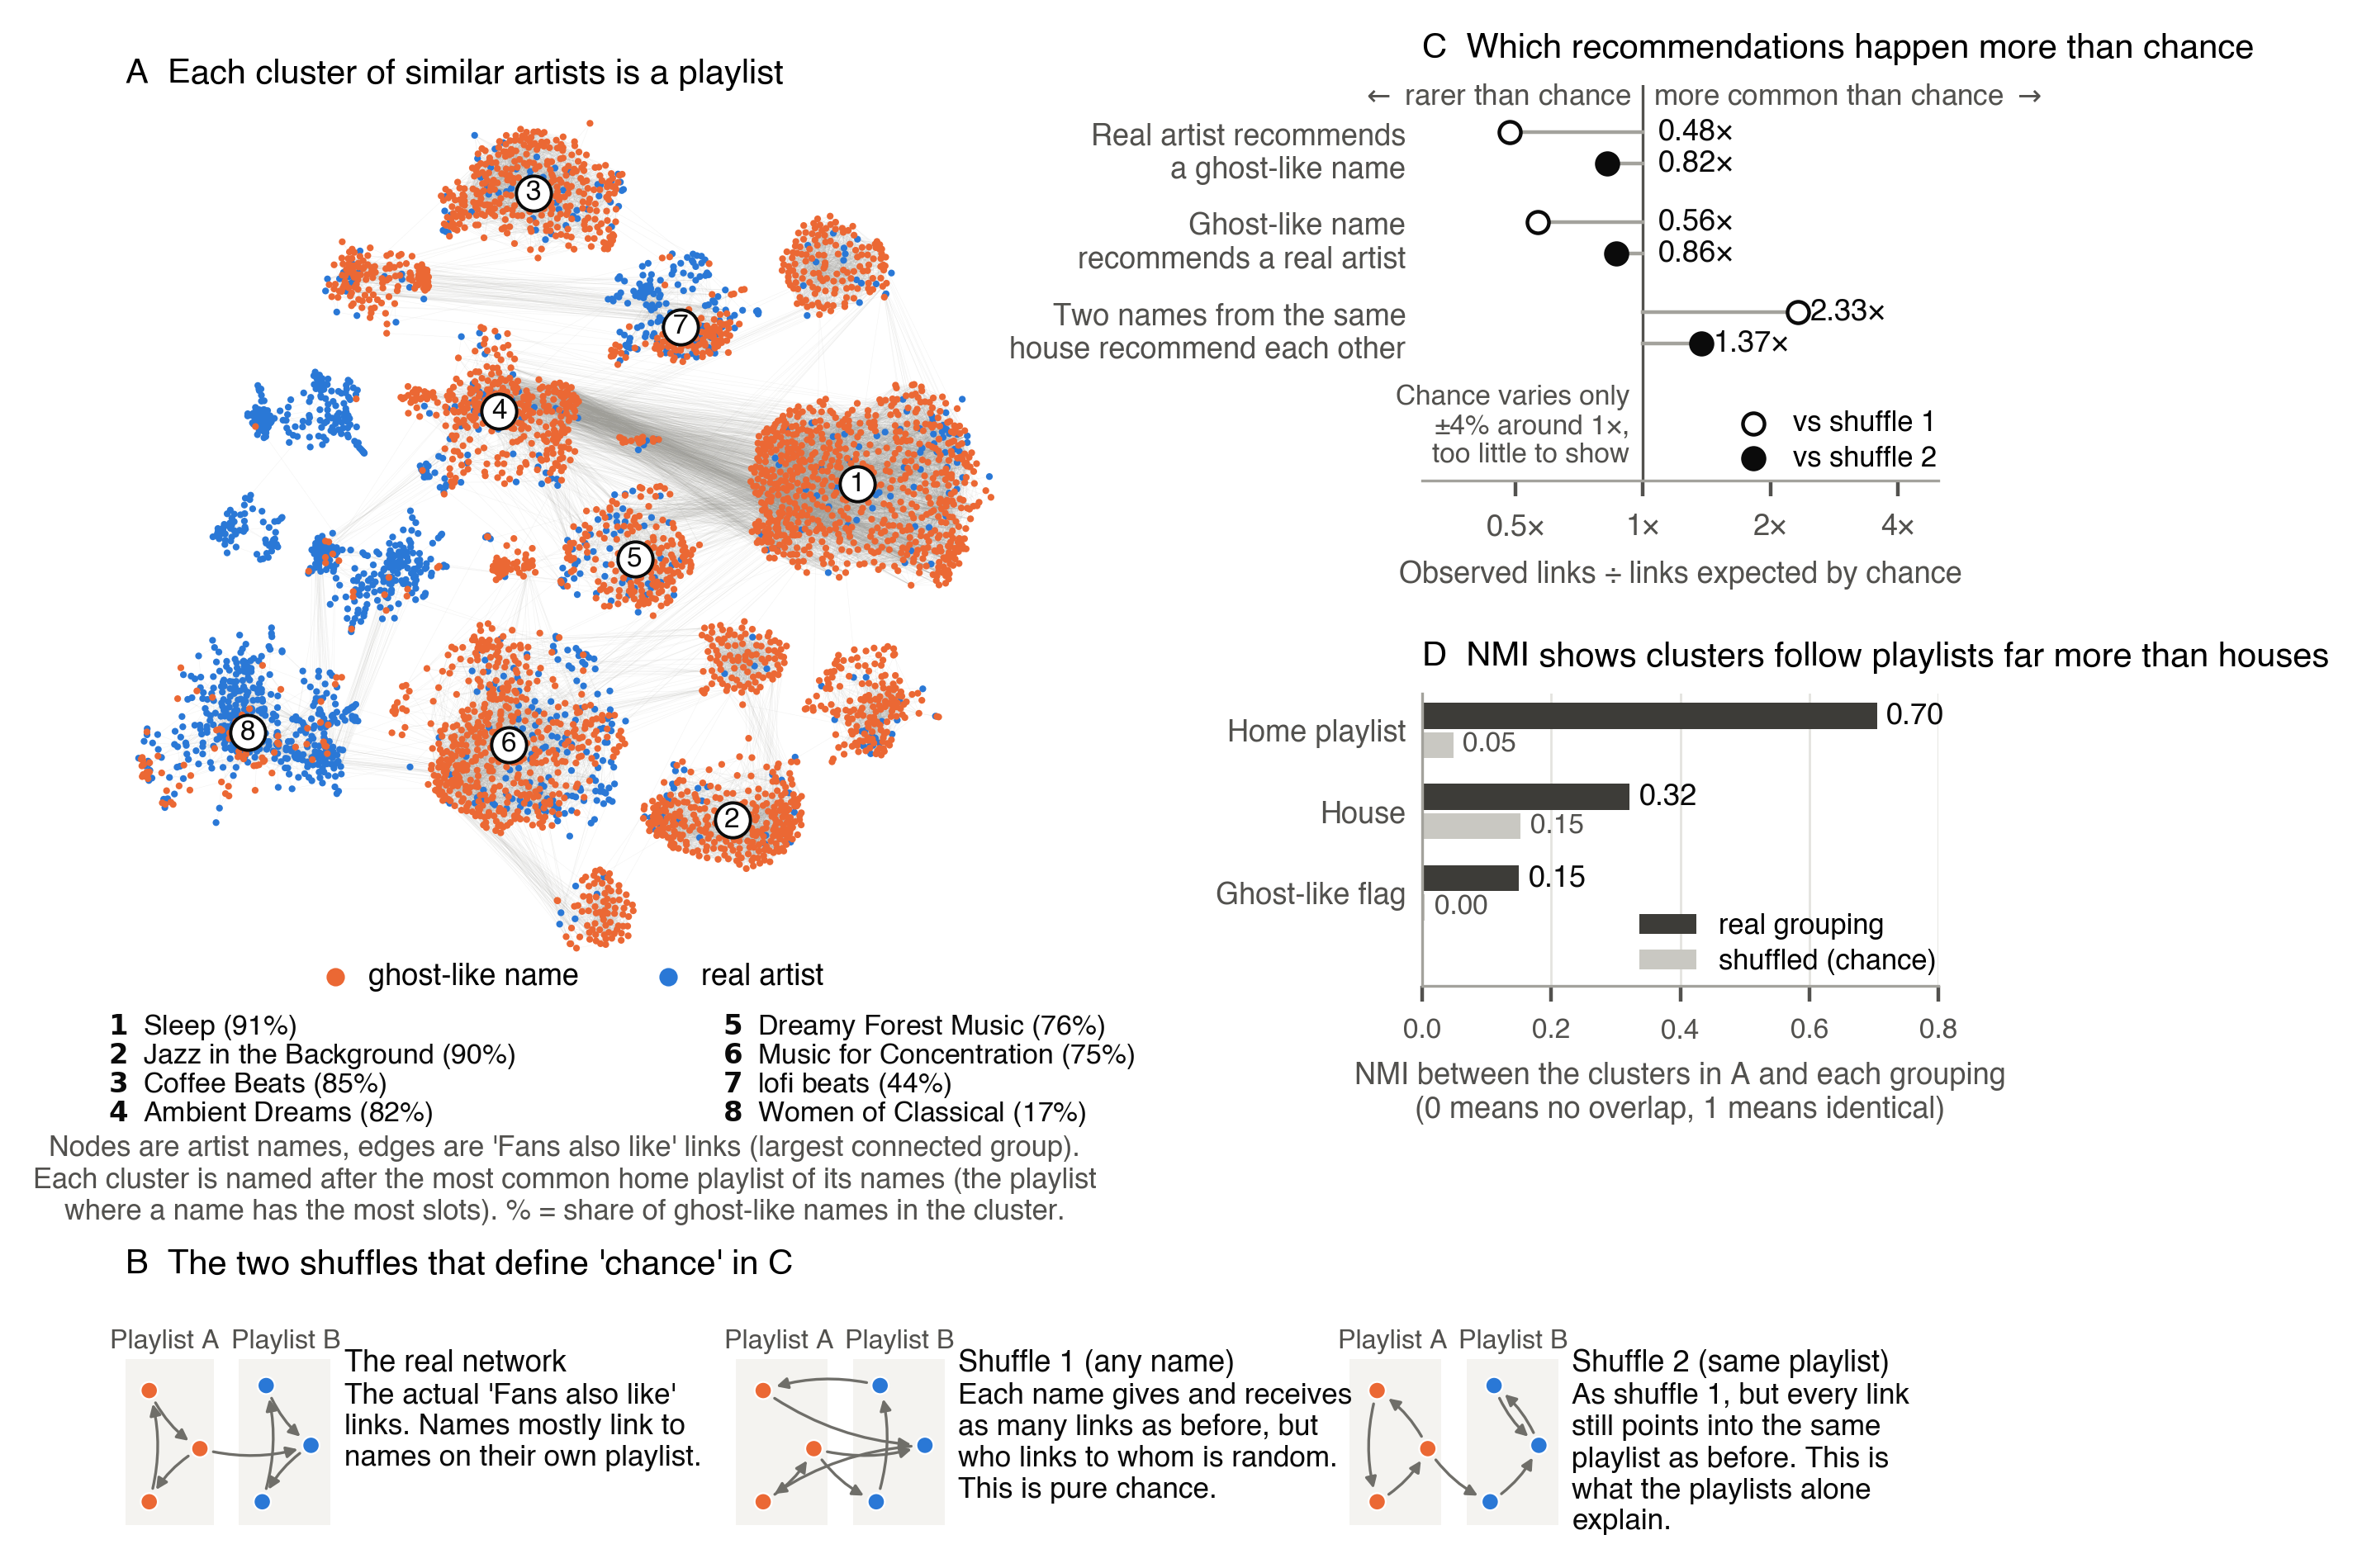 A Each cluster of similar artists is a playlist
3
7
4
1
5
8
6
2
ghost-like name
real artist
1 Sleep (91%)
2 Jazz in the Background (90%)
3 Coffee Beats (85%)
4 Ambient Dreams (82%)
5 Dreamy Forest Music (76%)
6 Music for Concentration (75%)
7 lofi beats (44%)
8 Women of Classical (17%)
Nodes are artist names, edges are 'Fans also like' links (largest connected group).
Each cluster is named after the most common home playlist of its names (the playlist
where a name has the most slots). % = share of ghost-like names in the cluster.
C Which recommendations happen more than chance
← rarer than chance
more common than chance →
Real artist recommends
a ghost-like name
0.48×
0.82×
Ghost-like name
recommends a real artist
0.56×
0.86×
Two names from the same
house recommend each other
2.33×
1.37×
Chance varies only
±4% around 1×,
too little to show
vs shuffle 1
vs shuffle 2
0.5× 1× 2× 4×
Observed links ÷ links expected by chance
D NMI shows clusters follow playlists far more than houses
Home playlist
0.70
0.05
House
0.32
0.15
Ghost-like flag
0.15
0.00
real grouping
shuffled (chance)
0.0 0.2 0.4 0.6 0.8
NMI between the clusters in A and each grouping
(0 means no overlap, 1 means identical)
B The two shuffles that define 'chance' in C
Playlist A Playlist B
The real network
The actual 'Fans also like'
links. Names mostly link to
names on their own playlist.
Playlist A Playlist B
Shuffle 1 (any name)
Each name gives and receives
as many links as before, but
who links to whom is random.
This is pure chance.
Playlist A Playlist B
Shuffle 2 (same playlist)
As shuffle 1, but every link
still points into the same
playlist as before. This is
what the playlists alone
explain.